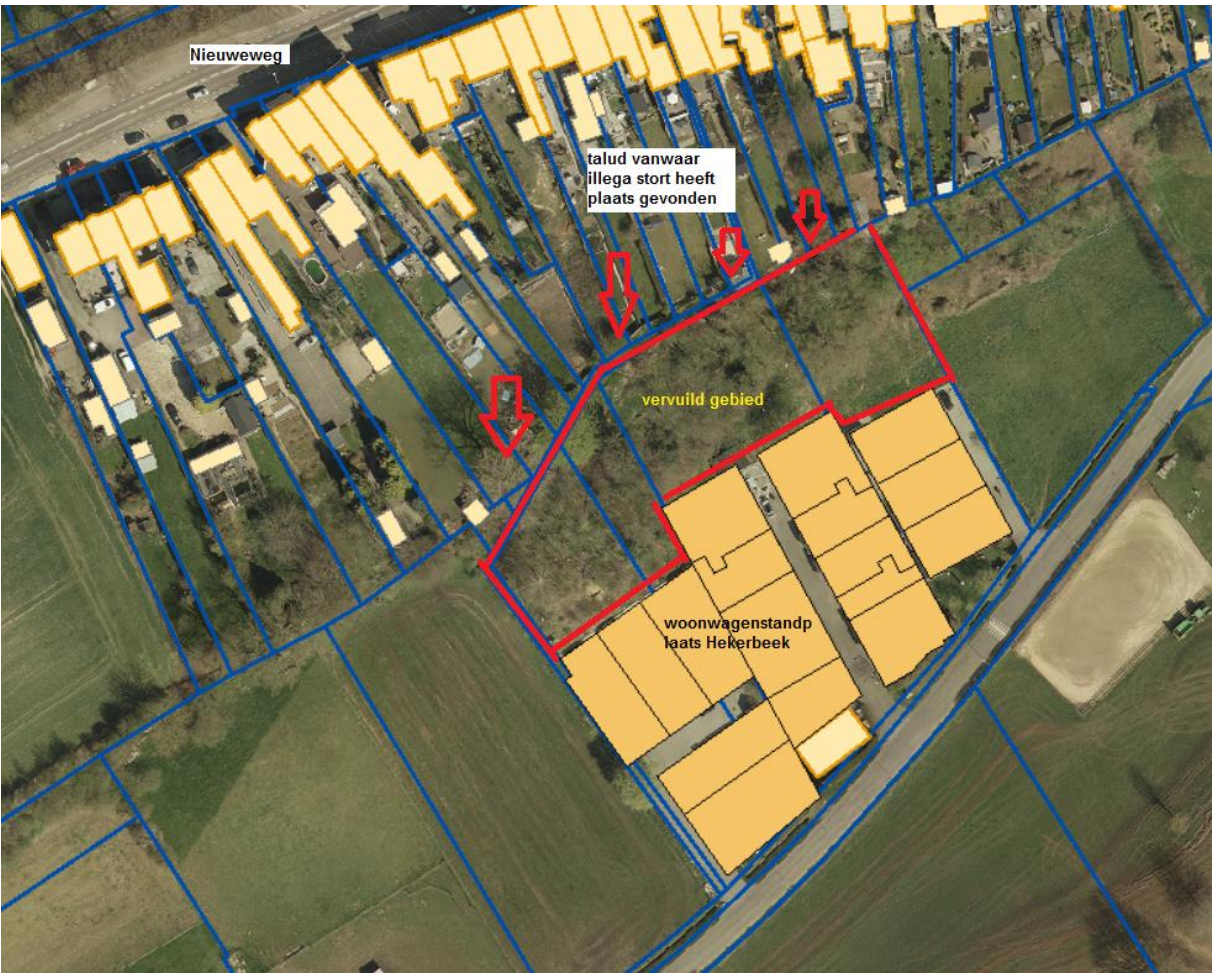 Nieuweweg
talud vanwaar
illega stort heeft
plaats gevonden
vervuild gebied
woonwagenstandp
laats Hekerbeek